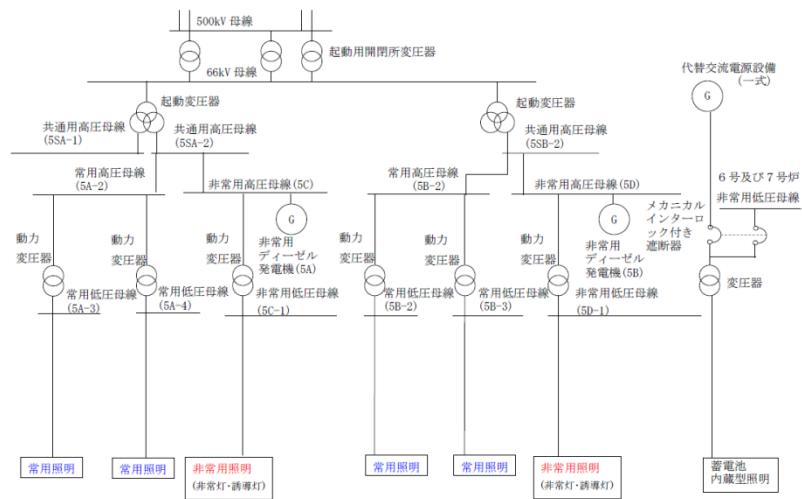 500kV 母線
起動用開閉所変圧器
66kV 母線
代替交流電源設備
(一式)
G
起動変圧器
起動変圧器
共通用高圧母線
(5SA-1)
共通用高圧母線
(5SA-2)
共通用高圧母線
(5SB-2)
常用高圧母線
(5A-2)
非常用高圧母線(5C)
常用高圧母線
(5B-2)
非常用高圧母線(5D)
6号及び7号炉
非常用低圧母線
メカニカル
インターロ
ック付き
遮断器
G
G
動力
変圧器
動力
変圧器
動力
変圧器
非常用
ディーゼル
発電機(5A)
動力
変圧器
動力
変圧器
動力
変圧器
非常用
ディーゼル
発電機(5B)
変圧器
常用低圧母線
(5A-3)
常用低圧母線
(5A-4)
非常用低圧母線
(5C-1)
常用低圧母線
(5B-2)
常用低圧母線
(5B-3)
非常用低圧母線
(5D-1)
常用照明
常用照明
非常用照明
(非常灯・誘導灯)
常用照明
常用照明
非常用照明
(非常灯・誘導灯)
蓄電池
内蔵型照明